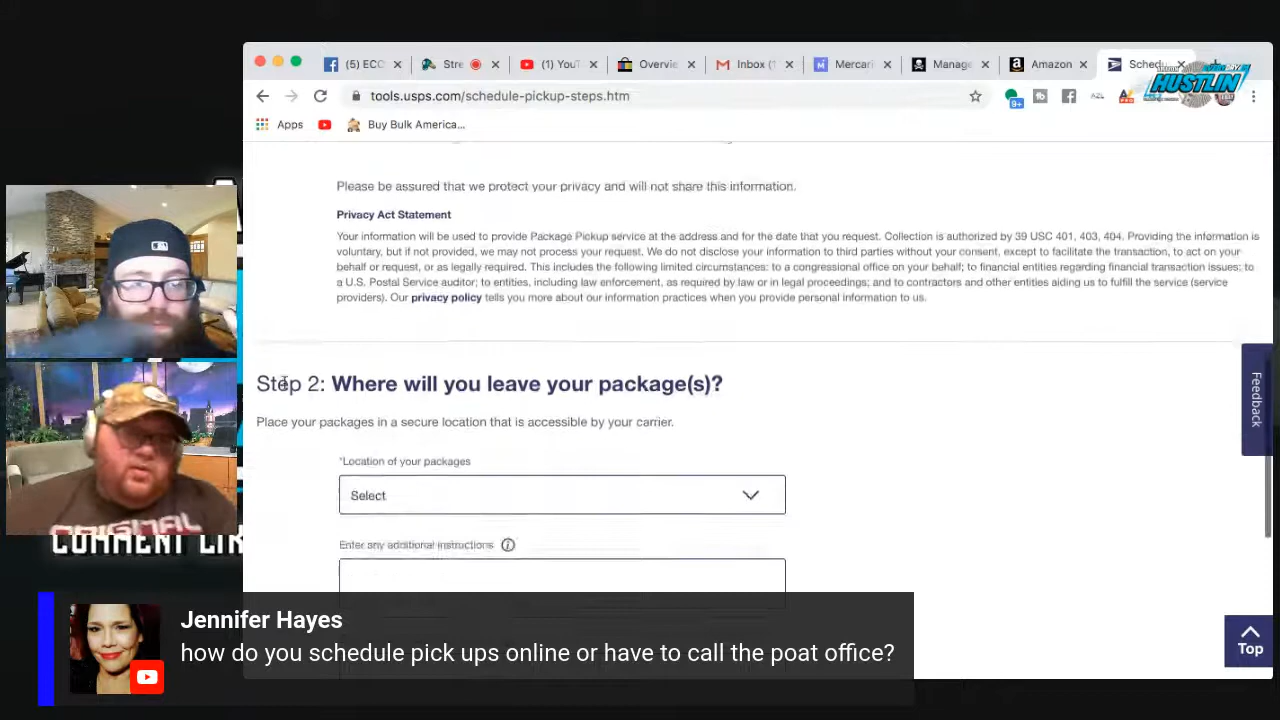 (5) ECC
Stre
(1) YouT
Overvie
Inbox (1
Mercari
Manage
Amazon
Sched
HUSTLIN'
tools.usps.com/schedule-pickup-steps.htm
9+
Apps
Buy Bulk America...
Please be assured that we protect your privacy and will not share this information.
Privacy Act Statement
Your information will be used to provide Package Pickup service at the address and for the date that you request. Collection is authorized by 39 USC 401, 403, 404. Providing the information is
voluntary, but if not provided, we may not process your request. We do not disclose your information to third parties without your consent, except to facilitate the transaction, to act on your
behalf or request, or as legally required. This includes the following limited circumstances: to a congressional office on your behalf; to financial entities regarding financial transaction issues; to
a U.S. Postal Service auditor; to entities, including law enforcement, as required by law or in legal proceedings; and to contractors and other entities aiding us to fulfill the service (service
providers). Our privacy policy tells you more about our information practices when you provide personal information to us.
Step 2: Where will you leave your package(s)?
Place your packages in a secure location that is accessible by your carrier.
*Location of your packages
Select
Enter any additional instructions
Feedback
Top
ORIGINAL
COMMENT LIK
Jennifer Hayes
how do you schedule pick ups online or have to call the poat office?